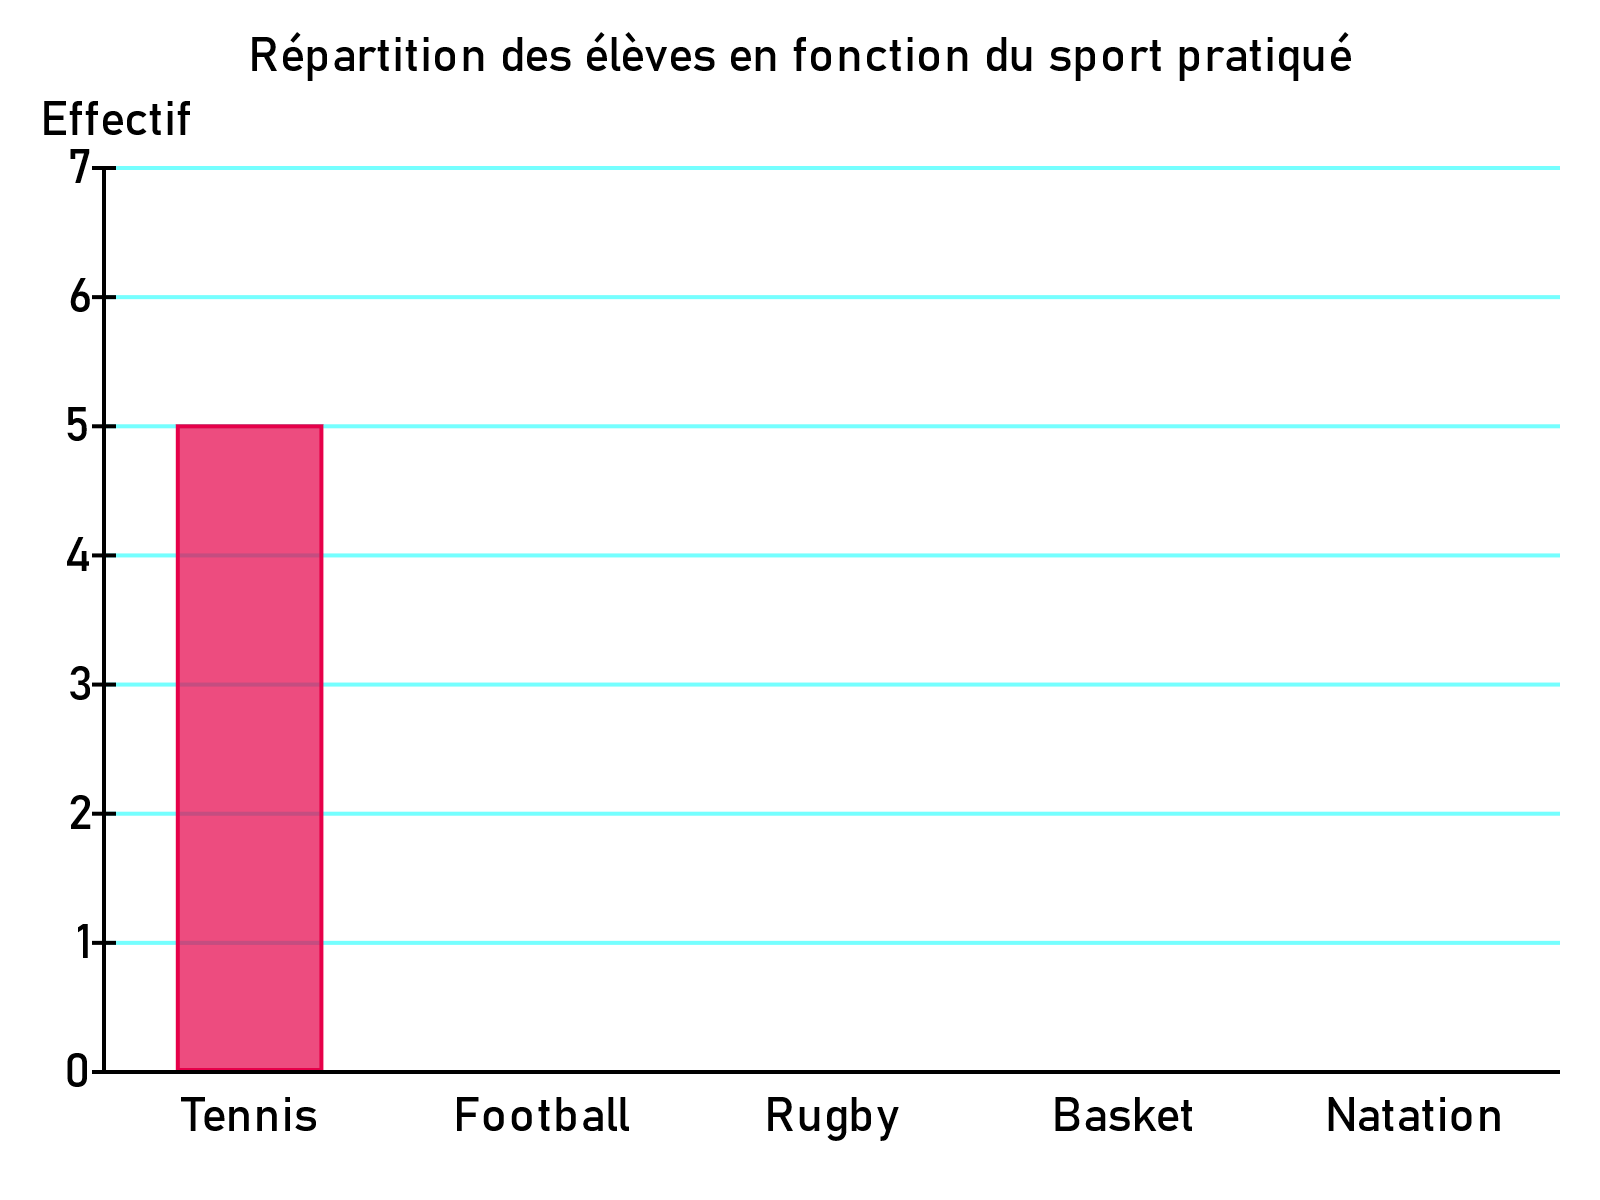 Répartition des élèves en fonction du sport pratiqué
Effectif
7
6
5
4
3
2
1
0
Tennis Football Rugby Basket Natation